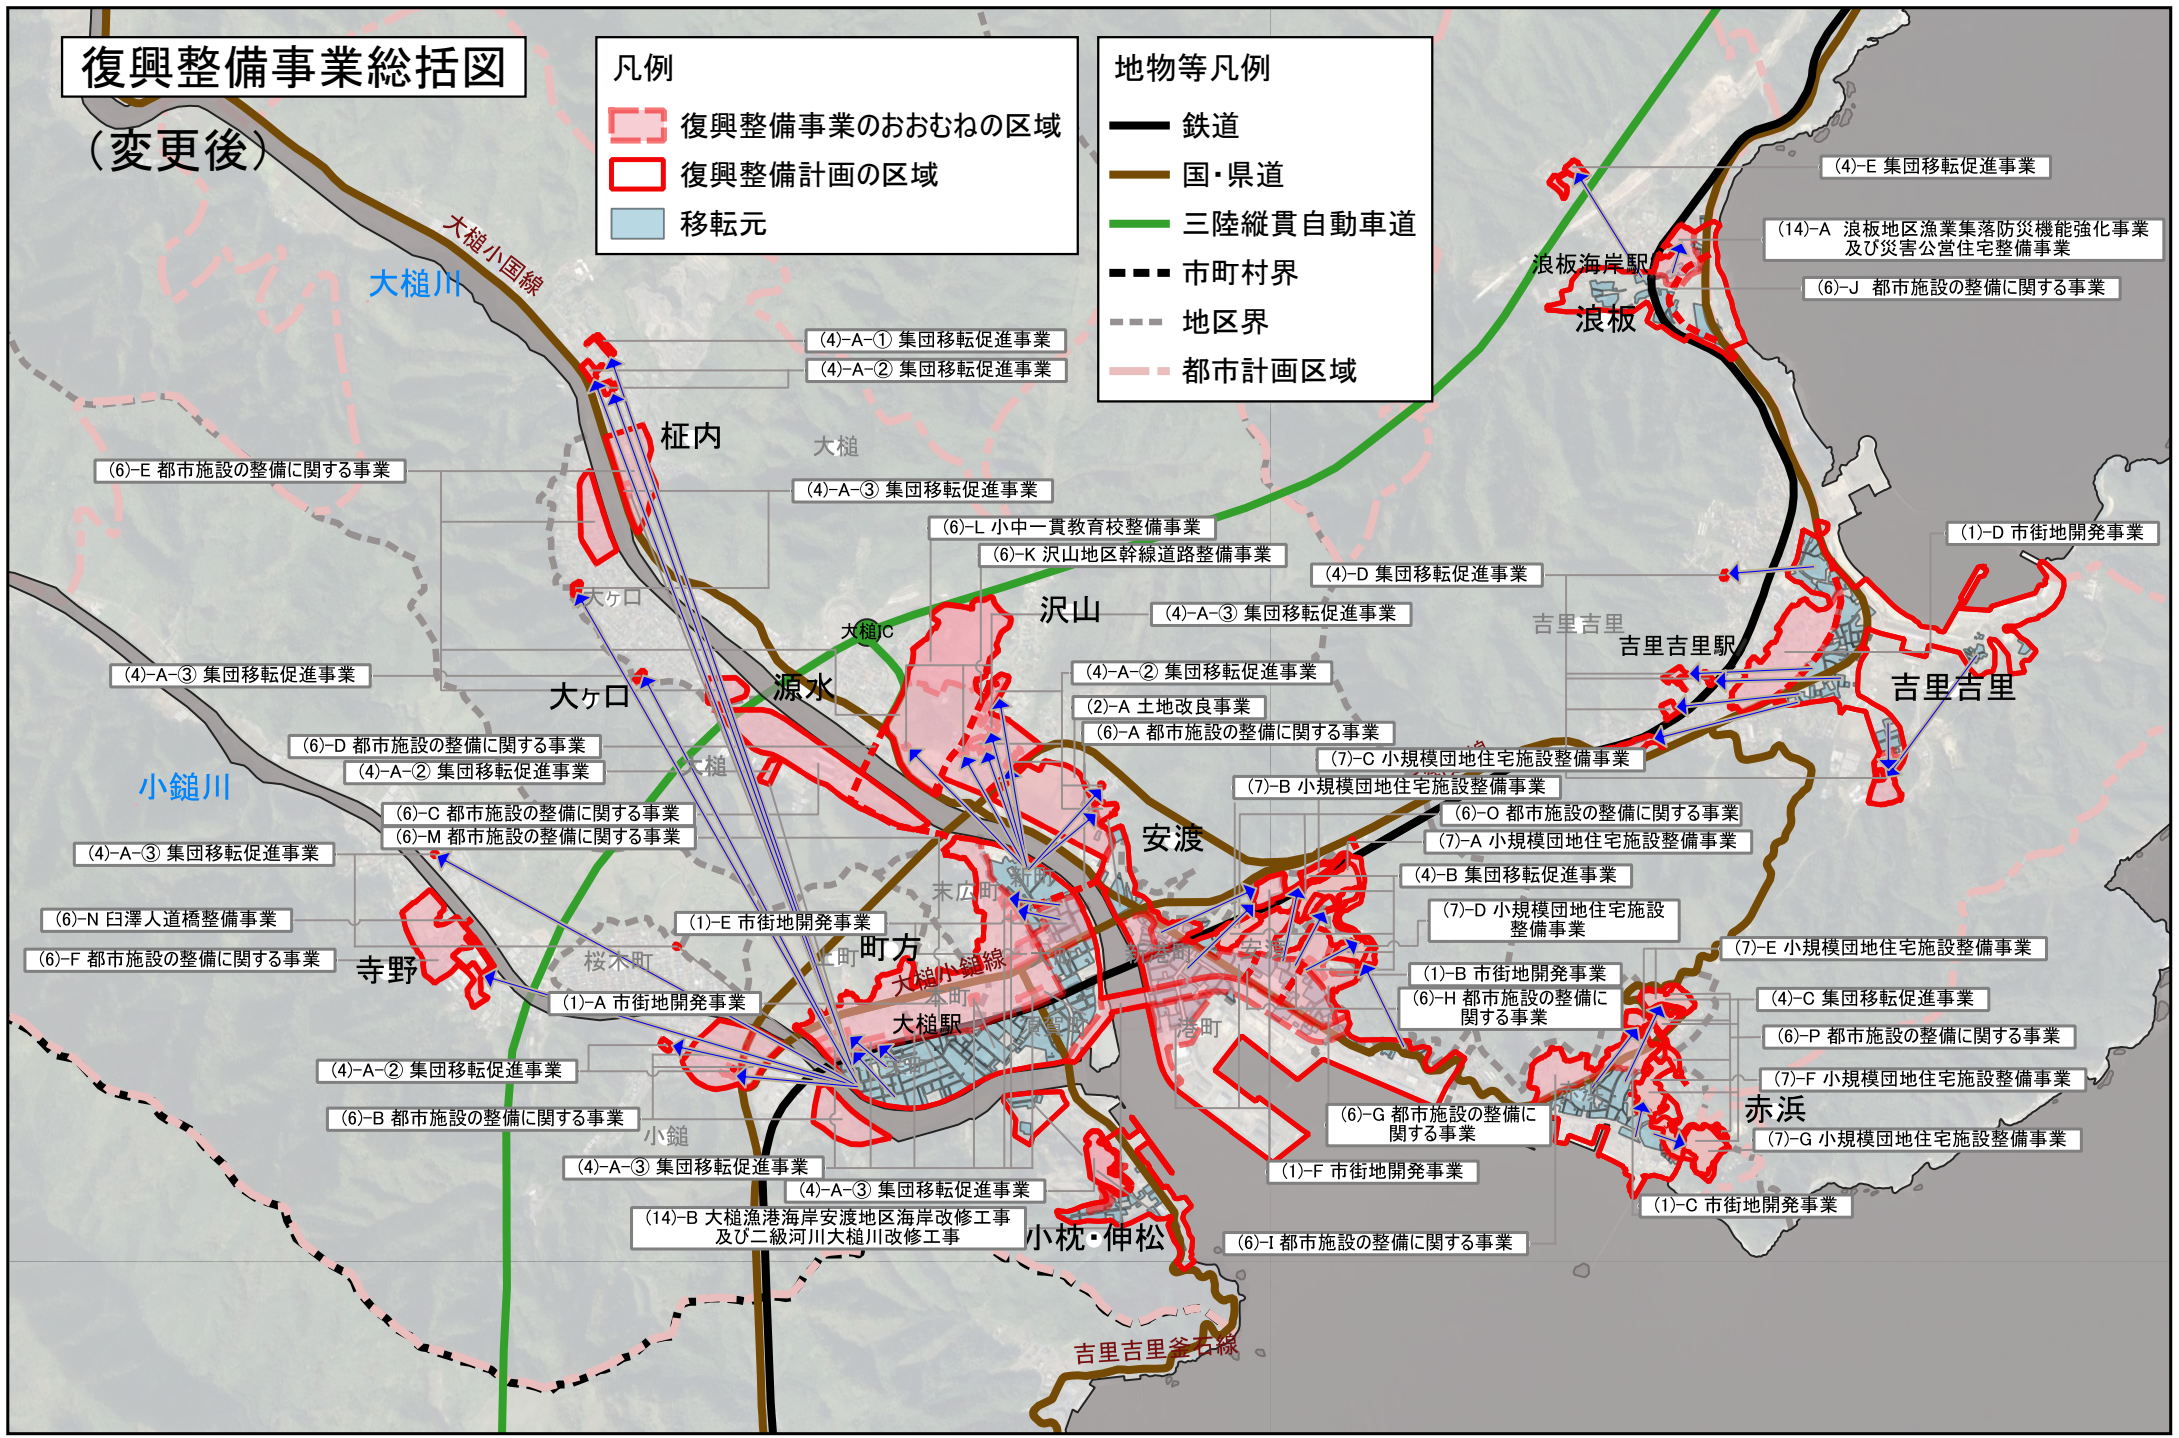 復興整備事業総括図
（変更後）
凡例
復興整備事業のおおむねの区域
復興整備計画の区域
移転元
地物等凡例
鉄道
国・県道
三陸縦貫自動車道
市町村界
地区界
都市計画区域
(4)-E 集団移転促進事業
(14)-A 浪板地区漁業集落防災機能強化事業
及び災害公営住宅整備事業
(6)-J 都市施設の整備に関する事業
浪板海岸駅
浪板
大槌小国線
大槌川
(4)-A-① 集団移転促進事業
(4)-A-② 集団移転促進事業
柾内
大槌
(6)-E 都市施設の整備に関する事業
(4)-A-③ 集団移転促進事業
(6)-L 小中一貫教育校整備事業
(6)-K 沢山地区幹線道路整備事業
(1)-D 市街地開発事業
(4)-D 集団移転促進事業
大ヶ口
沢山
(4)-A-③ 集団移転促進事業
吉里吉里
吉里吉里駅
大槌IC
(4)-A-③ 集団移転促進事業
大ヶ口
源水
(4)-A-② 集団移転促進事業
吉里吉里
(2)-A 土地改良事業
(6)-A 都市施設の整備に関する事業
(6)-D 都市施設の整備に関する事業
(4)-A-② 集団移転促進事業
大槌
(7)-C 小規模団地住宅施設整備事業
(7)-B 小規模団地住宅施設整備事業
小鎚川
(6)-C 都市施設の整備に関する事業
(6)-O 都市施設の整備に関する事業
(6)-M 都市施設の整備に関する事業
安渡
(7)-A 小規模団地住宅施設整備事業
(4)-A-③ 集団移転促進事業
新町
末広町
(4)-B 集団移転促進事業
(6)-N 臼澤人道橋整備事業
(1)-E 市街地開発事業
(7)-D 小規模団地住宅施設
整備事業
町方
上町
桜木町
新港町
安渡
(7)-E 小規模団地住宅施設整備事業
(6)-F 都市施設の整備に関する事業
寺野
大槌小鎚線
(1)-B 市街地開発事業
(1)-A 市街地開発事業
本町
大槌駅
須賀町
港町
(6)-H 都市施設の整備に
関する事業
(4)-C 集団移転促進事業
(6)-P 都市施設の整備に関する事業
(4)-A-② 集団移転促進事業
(7)-F 小規模団地住宅施設整備事業
赤浜
赤浜
(6)-B 都市施設の整備に関する事業
小鎚
(6)-G 都市施設の整備に
関する事業
(7)-G 小規模団地住宅施設整備事業
(4)-A-③ 集団移転促進事業
(1)-F 市街地開発事業
(4)-A-③ 集団移転促進事業
(1)-C 市街地開発事業
(14)-B 大槌漁港海岸安渡地区海岸改修工事
及び二級河川大槌川改修工事
小枕・伸松
(6)-I 都市施設の整備に関する事業
吉里吉里釜石線